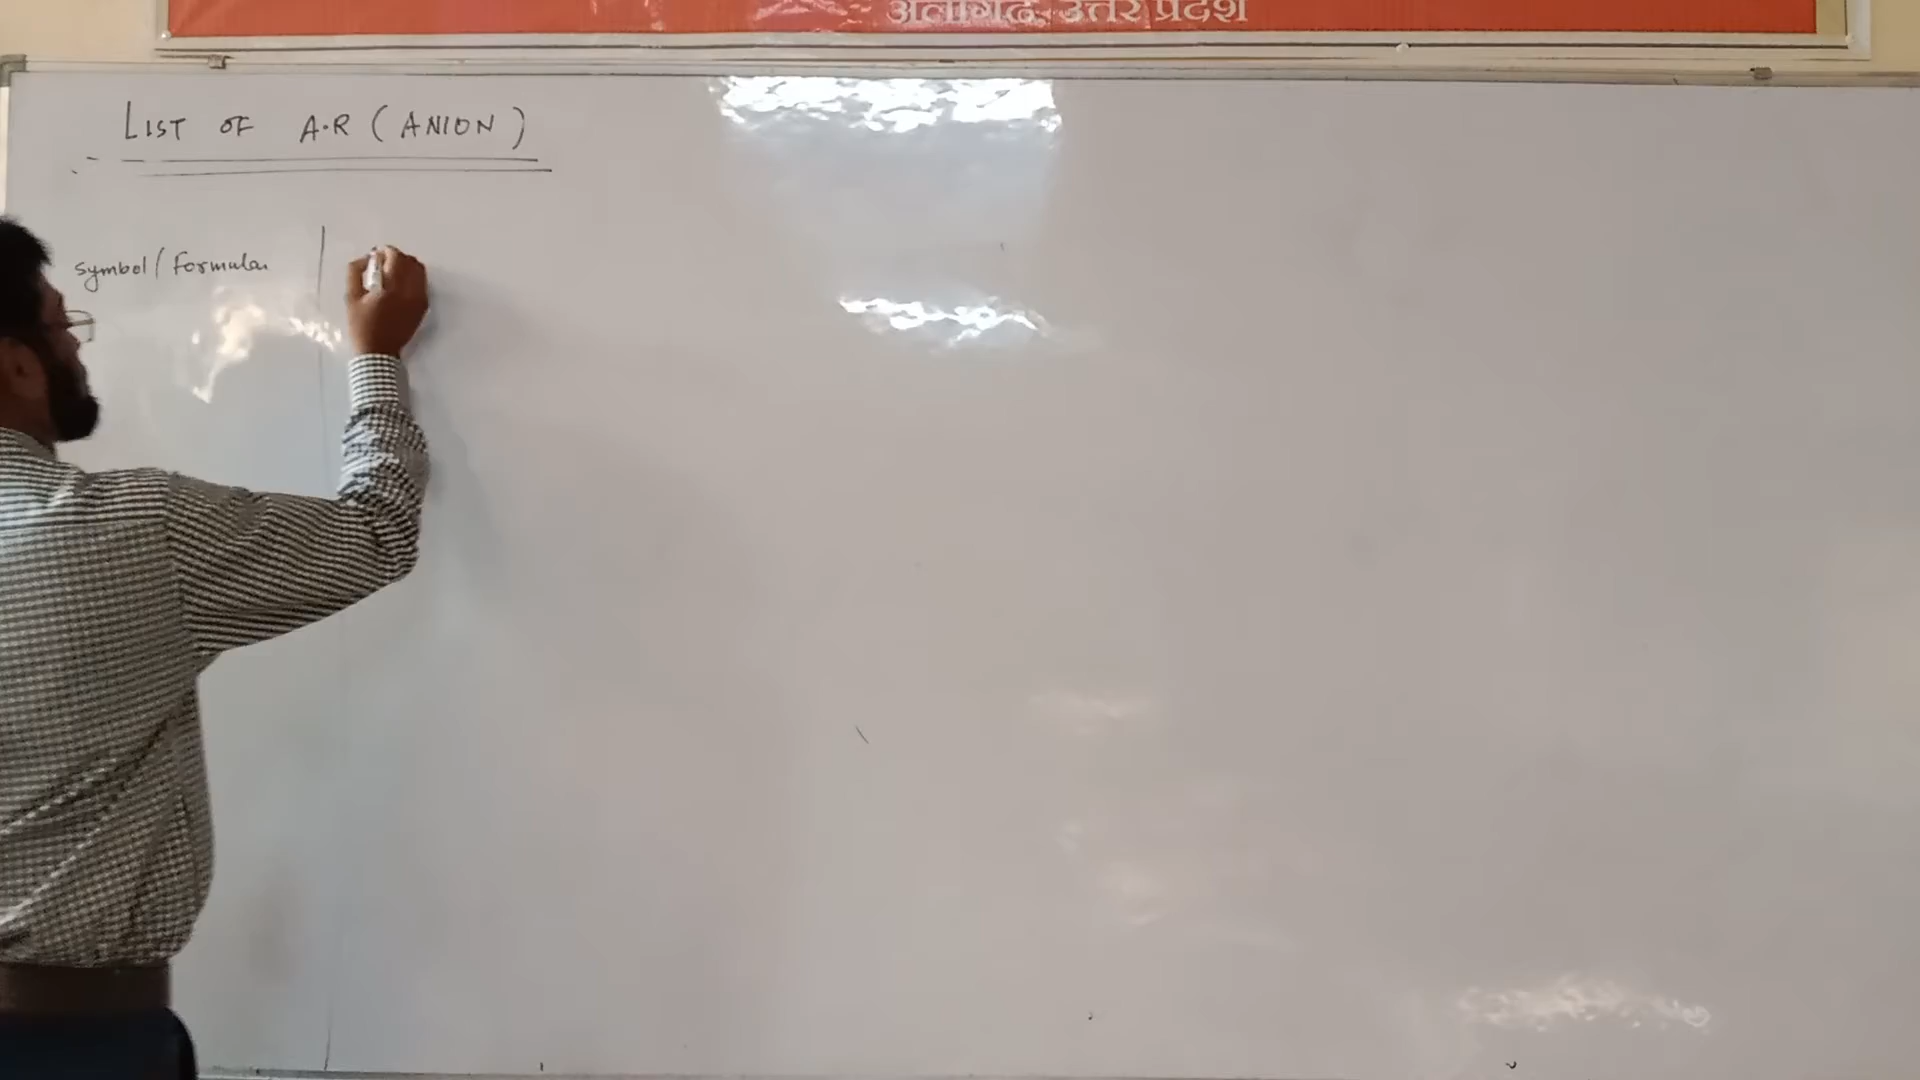 अलीगढ़, उत्तर प्रदेश
LIST OF A.R (ANION)
Symbol / Formula